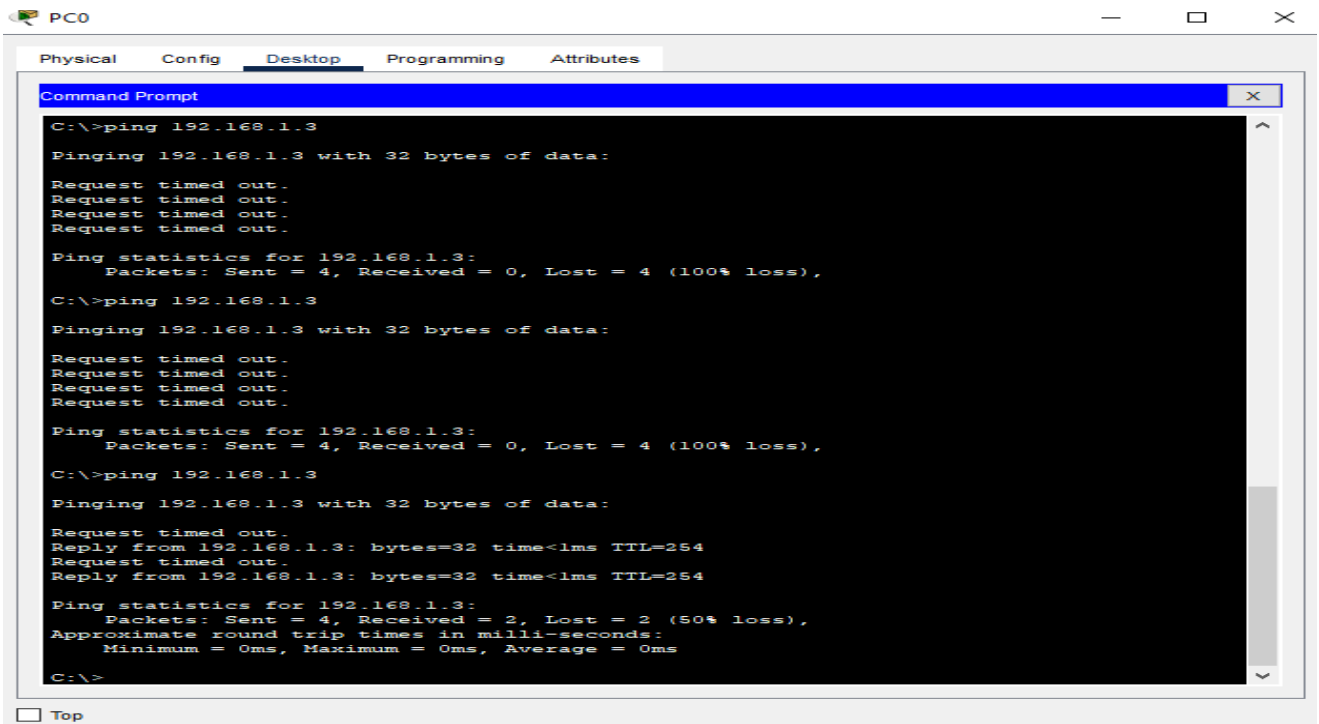 PC0
Physical Config Desktop Programming Attributes
Command Prompt X
C:\>ping 192.168.1.3
Pinging 192.168.1.3 with 32 bytes of data:
Request timed out.
Request timed out.
Request timed out.
Request timed out.
Ping statistics for 192.168.1.3:
Packets: Sent = 4, Received = 0, Lost = 4 (100% loss),
C:\>ping 192.168.1.3
Pinging 192.168.1.3 with 32 bytes of data:
Request timed out.
Request timed out.
Request timed out.
Request timed out.
Ping statistics for 192.168.1.3:
Packets: Sent = 4, Received = 0, Lost = 4 (100% loss),
C:\>ping 192.168.1.3
Pinging 192.168.1.3 with 32 bytes of data:
Request timed out.
Reply from 192.168.1.3: bytes=32 time<1ms TTL=254
Request timed out.
Reply from 192.168.1.3: bytes=32 time<1ms TTL=254
Ping statistics for 192.168.1.3:
Packets: Sent = 4, Received = 2, Lost = 2 (50% loss),
Approximate round trip times in milli-seconds:
Minimum = 0ms, Maximum = 0ms, Average = 0ms
C:\>
Top